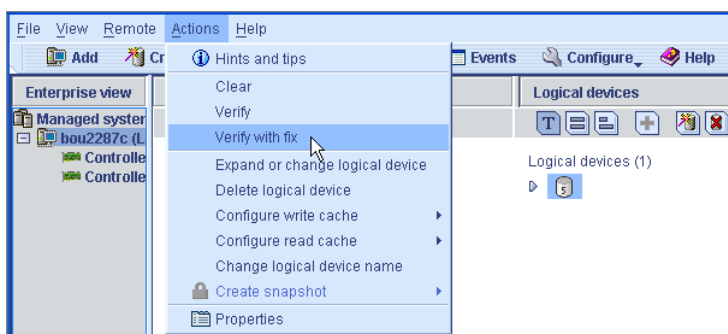 File View Remote Actions Help
Add Cr Events Configure Help
Hints and tips
Clear
Verify
Verify with fix
Expand or change logical device
Delete logical device
Configure write cache
Configure read cache
Change logical device name
Create snapshot
Properties
Enterprise view
Managed syster
bou2287c (L
Controlle
Controlle
Logical devices
Logical devices (1)
5